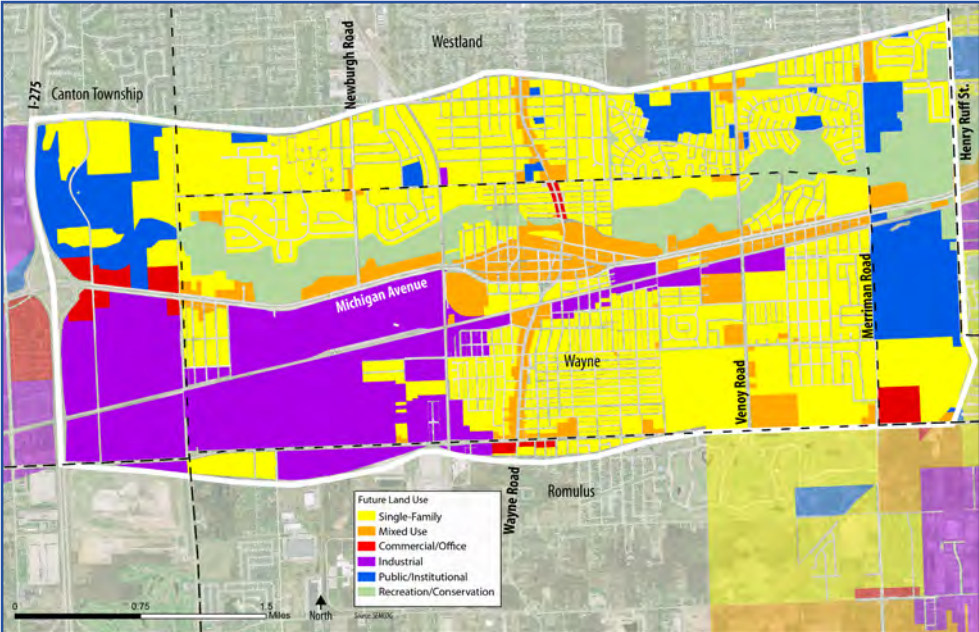 Westland
Canton Township
I-275
Newburgh Road
Henry Ruff St.
Michigan Avenue
Merriman Road
Wayne
Venoy Road
Wayne Road
Romulus
Future Land Use
Single-Family
Mixed Use
Commercial/Office
Industrial
Public/Institutional
Recreation/Conservation
0 0.75 1.5
Miles
North
Source: SEMCOG